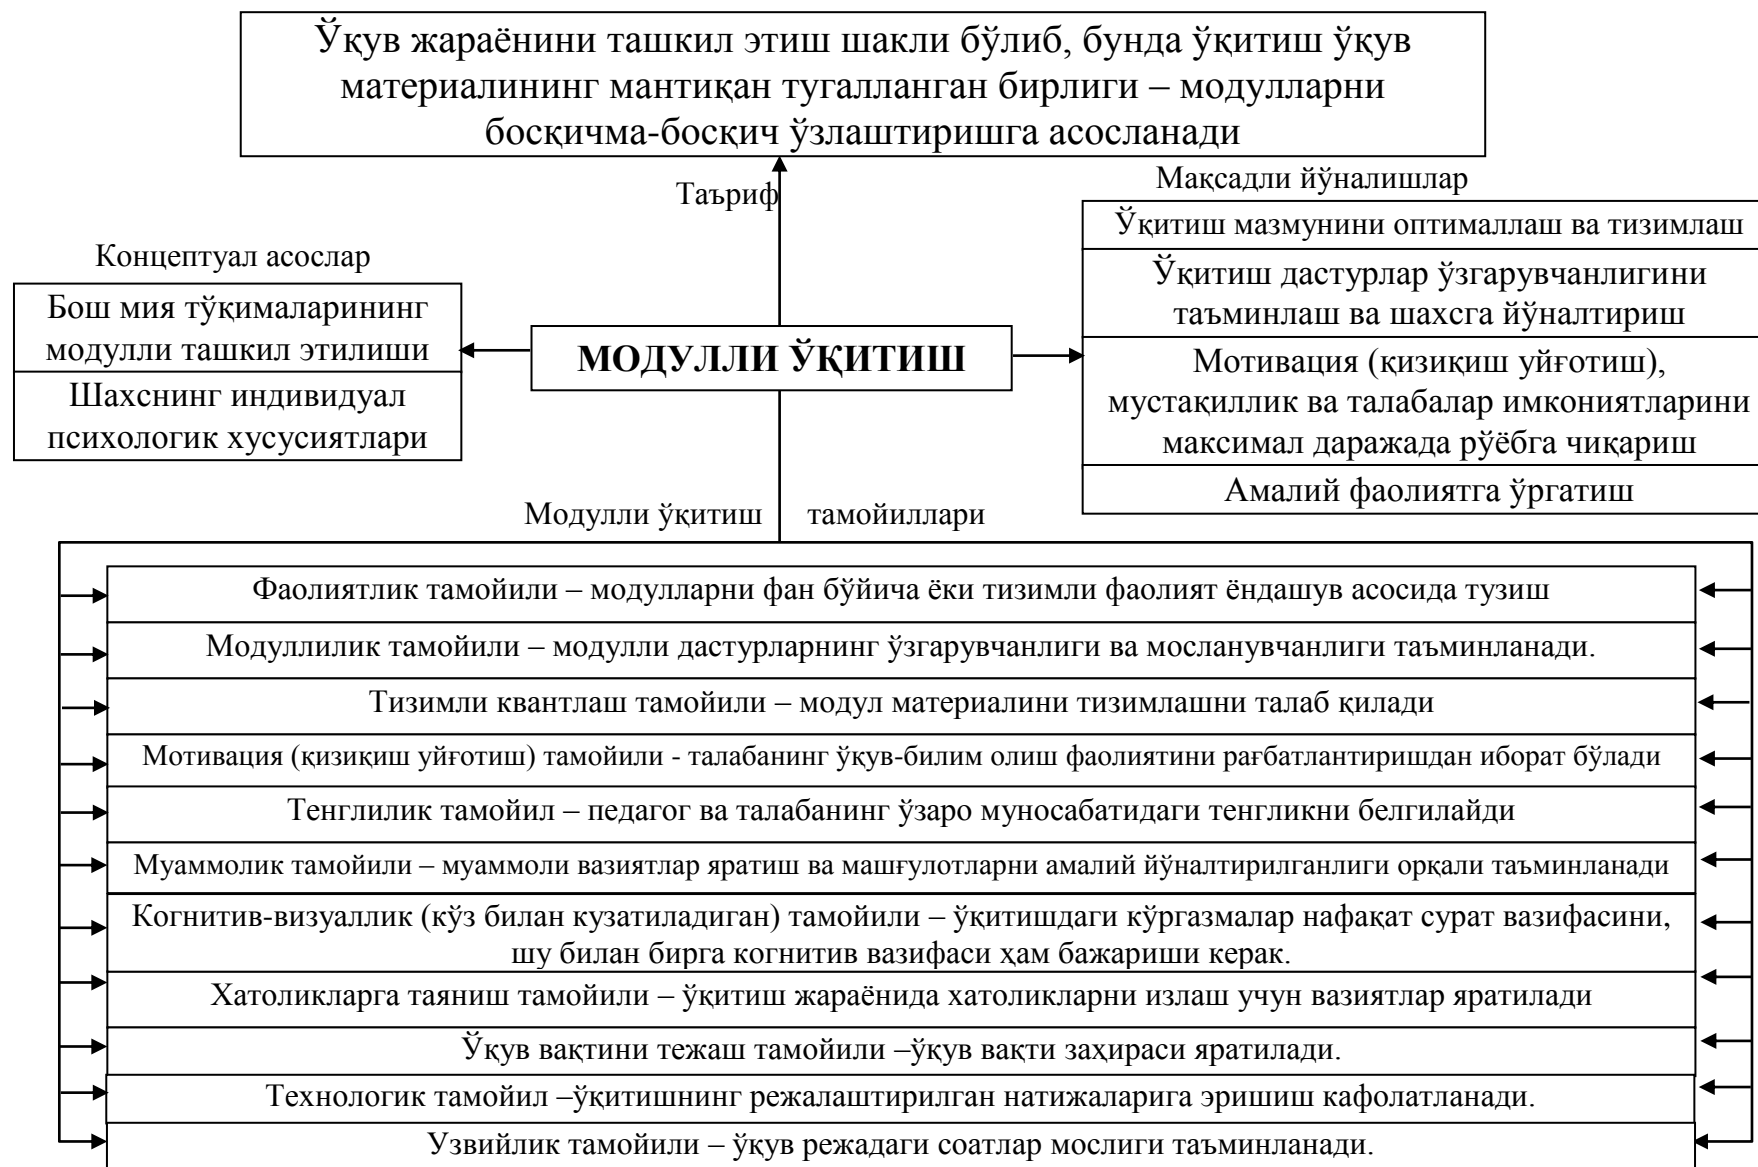 Ўқув жараёнини ташкил этиш шакли бўлиб, бунда ўқитиш ўқув
материалининг мантиқан тугалланган бирлиги – модулларни
босқичма-босқич ўзлаштиришга асосланади
Таъриф
Мақсадли йўналишлар
Ўқитиш мазмунини оптималлаш ва тизимлаш
Ўқитиш дастурлар ўзгарувчанлигини
таъминлаш ва шахсга йўналтириш
Мотивация (қизиқиш уйғотиш),
мустақиллик ва талабалар имкониятларини
максимал даражада рўёбга чиқариш
Амалий фаолиятга ўргатиш
Концептуал асослар
Бош мия тўқималарининг
модулли ташкил этилиши
Шахснинг индивидуал
психологик хусусиятлари
МОДУЛЛИ ЎҚИТИШ
Модулли ўқитиш тамойиллари
Фаолиятлик тамойили – модулларни фан бўйича ёки тизимли фаолият ёндашув асосида тузиш
Модуллилик тамойили – модулли дастурларнинг ўзгарувчанлиги ва мосланувчанлиги таъминланади.
Тизимли квантлаш тамойили – модул материалини тизимлашни талаб қилади
Мотивация (қизиқиш уйғотиш) тамойили - талабанинг ўқув-билим олиш фаолиятини рағбатлантиришдан иборат бўлади
Тенглилик тамойил – педагог ва талабанинг ўзаро муносабатидаги тенгликни белгилайди
Муаммолик тамойили – муаммоли вазиятлар яратиш ва машғулотларни амалий йўналтирилганлиги орқали таъминланади
Когнитив-визуаллик (кўз билан кузатиладиган) тамойили – ўқитишдаги кўргазмалар нафақат сурат вазифасини,
шу билан бирга когнитив вазифаси ҳам бажариши керак.
Хатоликларга таяниш тамойили – ўқитиш жараёнида хатоликларни излаш учун вазиятлар яратилади
Ўқув вақтини тежаш тамойили –ўқув вақти заҳираси яратилади.
Технологик тамойил –ўқитишнинг режалаштирилган натижаларига эришиш кафолатланади.
Узвийлик тамойили – ўқув режадаги соатлар мослиги таъминланади.